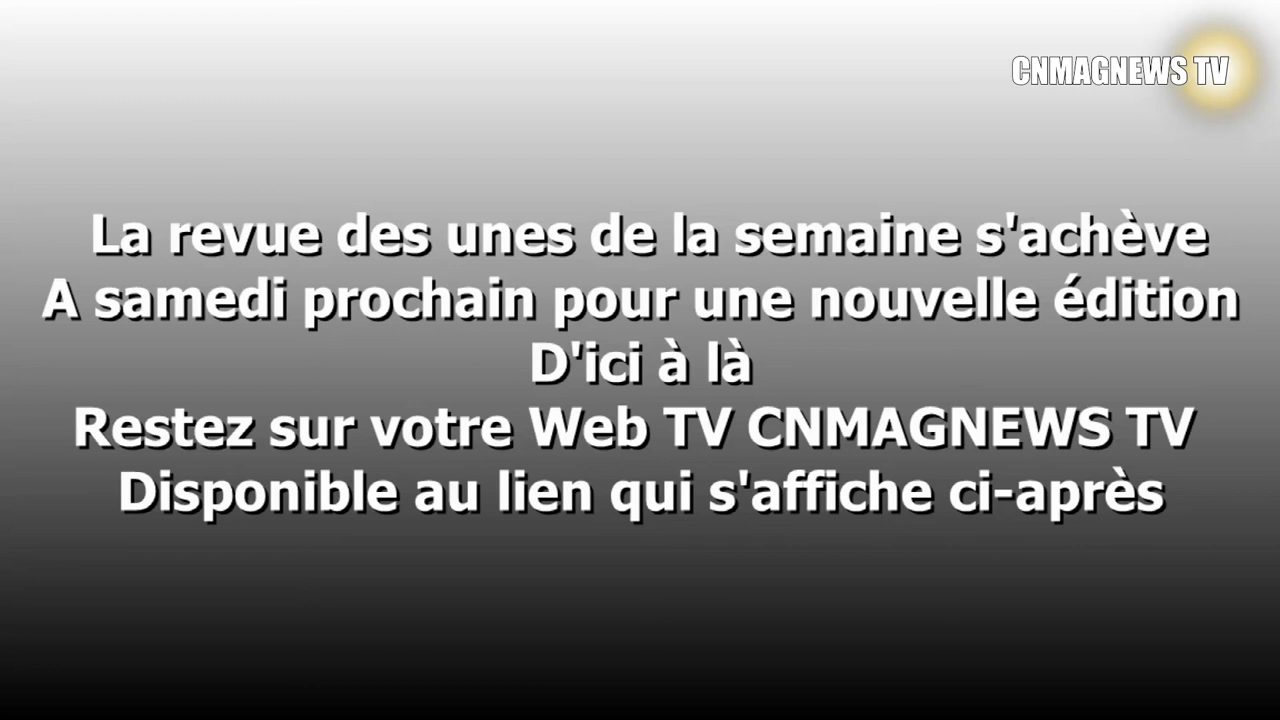 CNMAGNEWS TV
La revue des unes de la semaine s'achève
A samedi prochain pour une nouvelle édition
D'ici à là
Restez sur votre Web TV CNMAGNEWS TV
Disponible au lien qui s'affiche ci-après